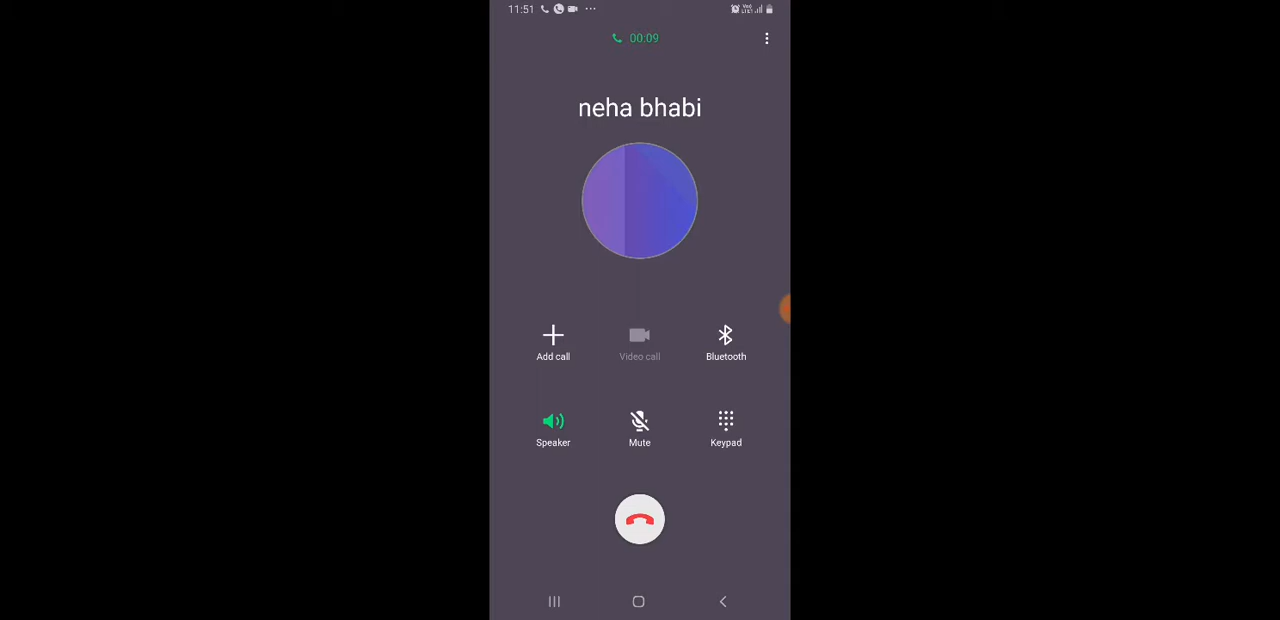 11:51
00:09
neha bhabi
Add call
Video call
Bluetooth
Speaker
Mute
Keypad